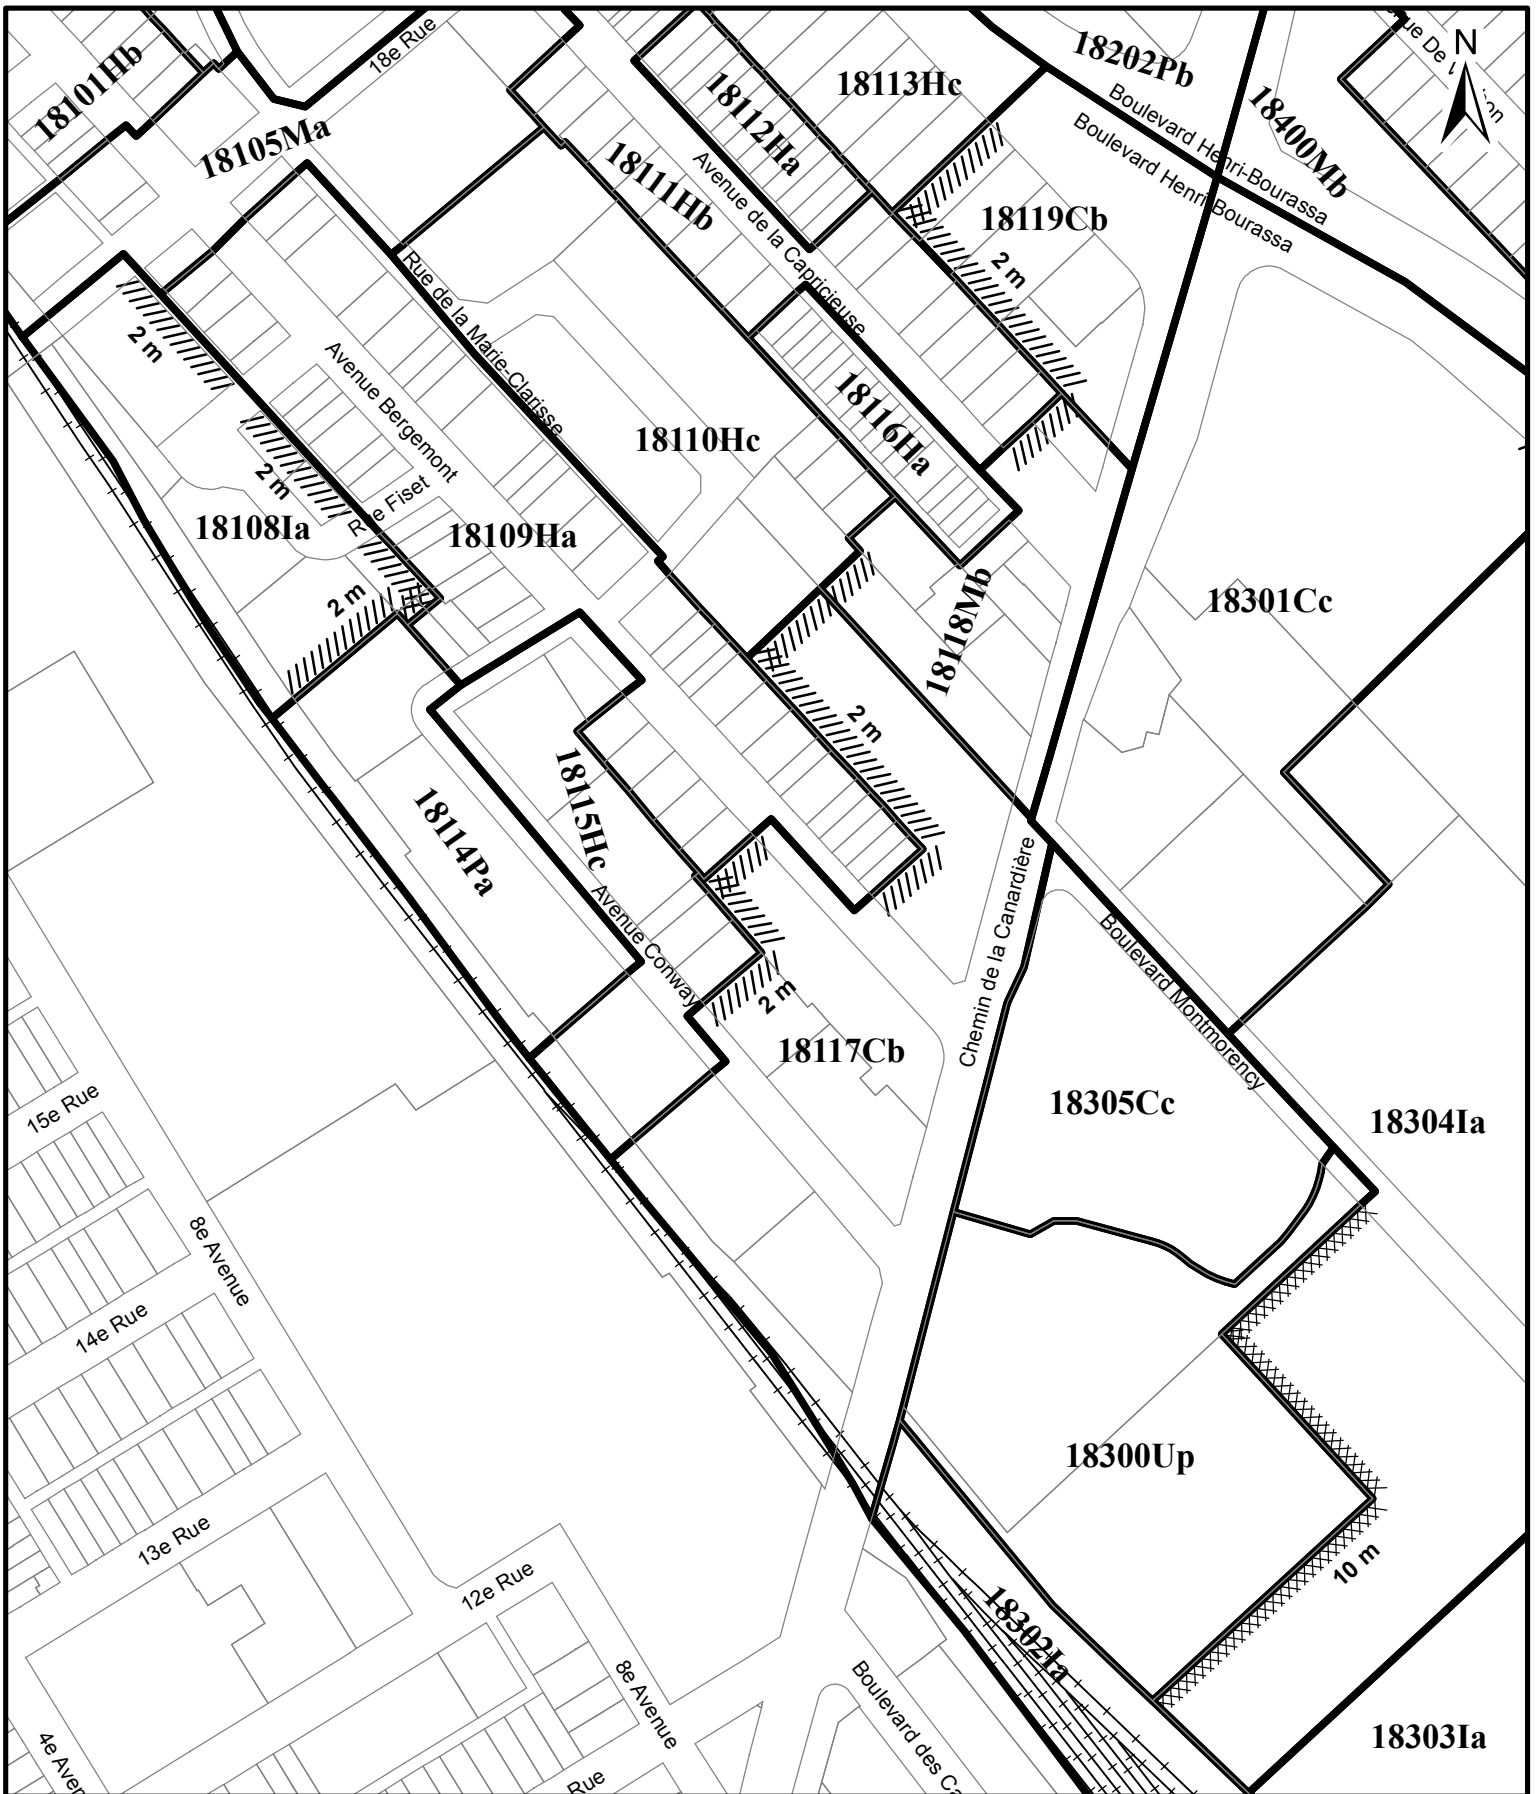 18e Rue
18101Hb
18105Ma
18113Hc
18112Ha
18202Pb
Boulevard Henri-Bourassa
Boulevard Henri-Bourassa
18400Mb
N
18111Hb
Avenue de la Capricieuse
18119Cb
2 m
2 m
Rue de la Marie-Clarisse
Avenue Bergemont
18116Ha
18110Hc
2 m
Rue Fiset
18108Ia
18109Ha
2 m
18118Mb
18301Cc
2 m
18115Hc
18114Pa
Avenue Conway
2 m
18117Cb
Chemin de la Canardière
Boulevard Montmorency
18305Cc
18304Ia
15e Rue
8e Avenue
14e Rue
18300Up
13e Rue
10 m
12e Rue
18302Ia
8e Avenue
Boulevard des
18303Ia
Rue